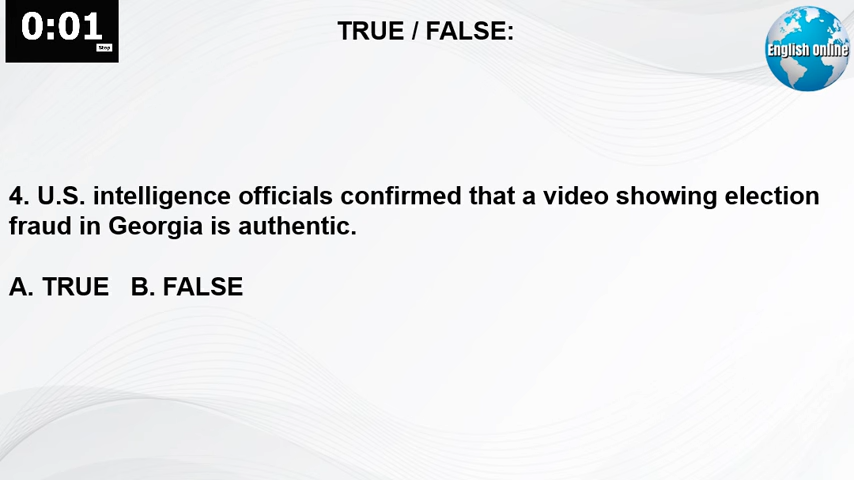 0:01
Stop
TRUE / FALSE:
English Online
4. U.S. intelligence officials confirmed that a video showing election
fraud in Georgia is authentic.
A. TRUE B. FALSE